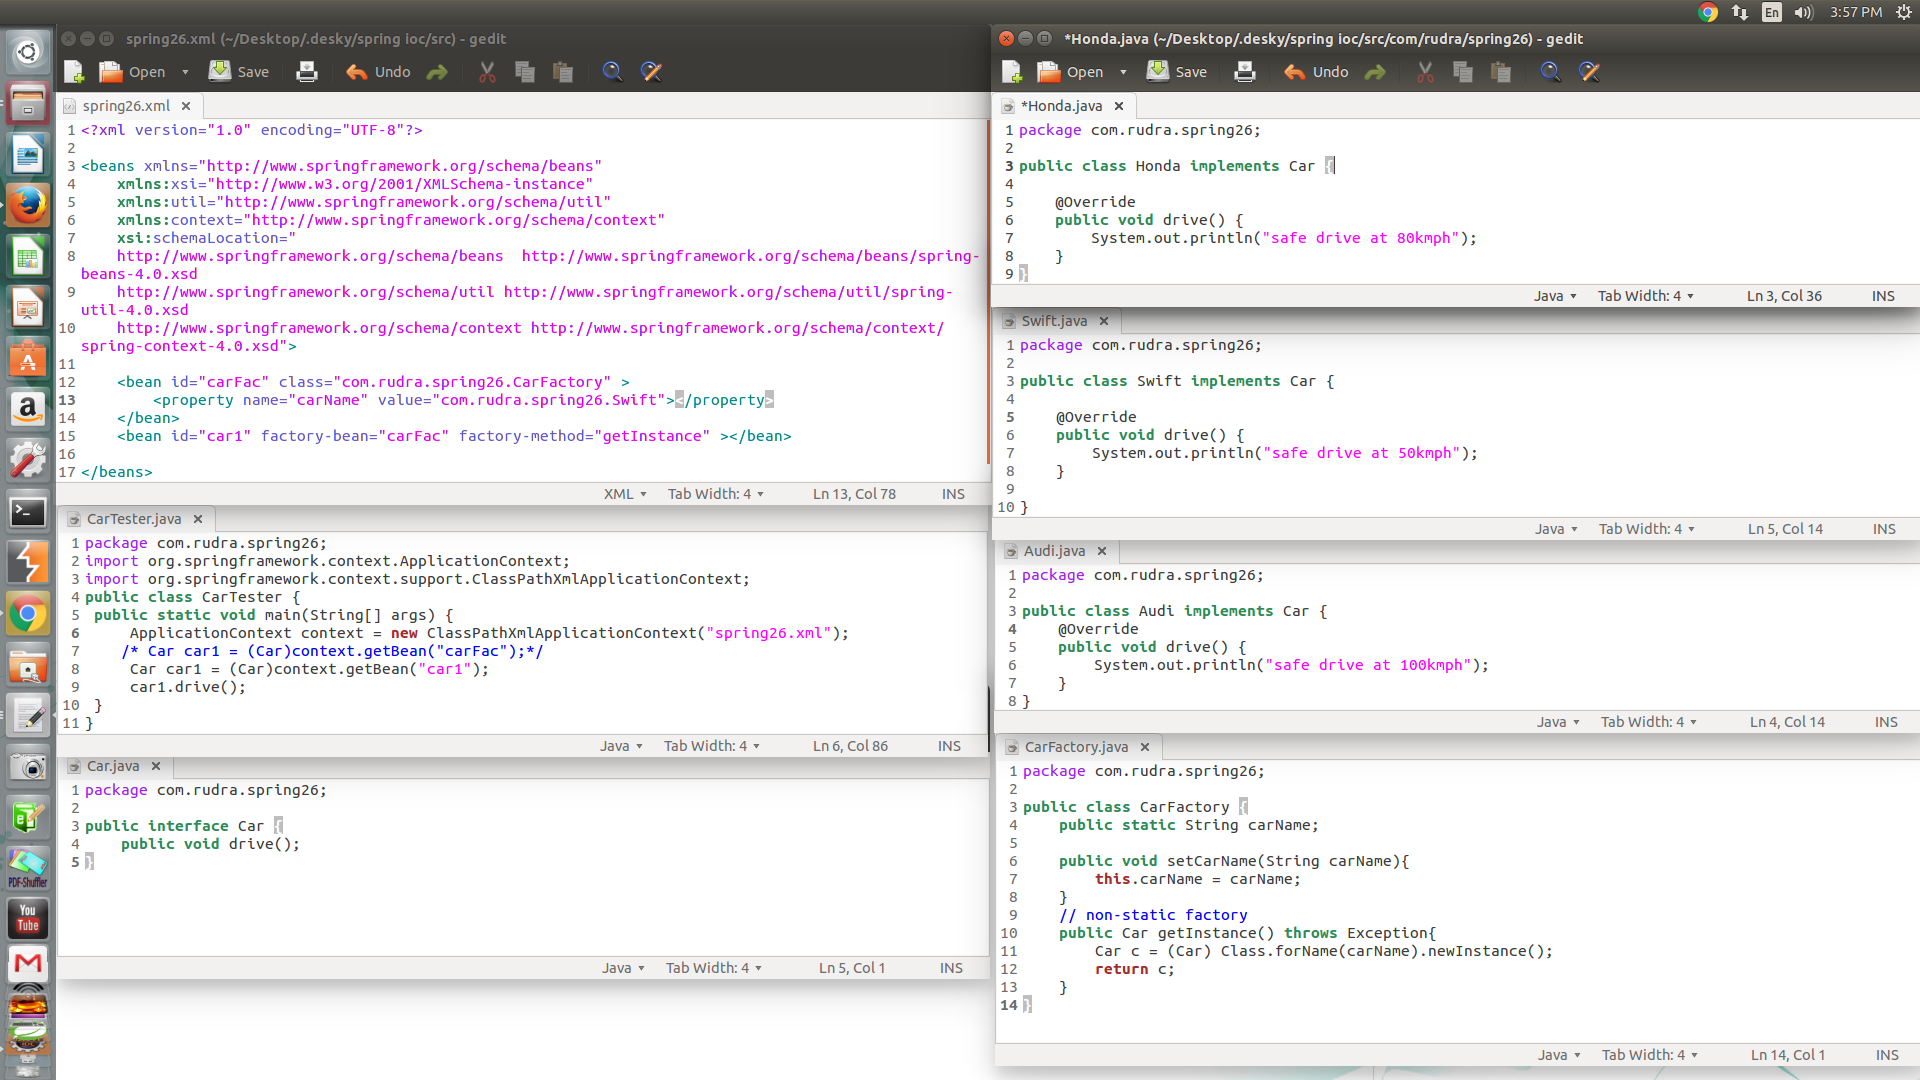 En
3:57 PM
spring26.xml (~/Desktop/.desky/spring ioc/src) - gedit
Open Save Undo
spring26.xml
1 <?xml version="1.0" encoding="UTF-8"?>
2
3 <beans xmlns="http://www.springframework.org/schema/beans"
4 xmlns:xsi="http://www.w3.org/2001/XMLSchema-instance"
5 xmlns:util="http://www.springframework.org/schema/util"
6 xmlns:context="http://www.springframework.org/schema/context"
7 xsi:schemaLocation="
8 http://www.springframework.org/schema/beans  http://www.springframework.org/schema/beans/spring-
beans-4.0.xsd
9 http://www.springframework.org/schema/util http://www.springframework.org/schema/util/spring-
util-4.0.xsd
10 http://www.springframework.org/schema/context http://www.springframework.org/schema/context/
spring-context-4.0.xsd">
11
12 <bean id="carFac" class="com.rudra.spring26.CarFactory" >
13 <property name="carName" value="com.rudra.spring26.Swift"></property>
14 </bean>
15 <bean id="car1" factory-bean="carFac" factory-method="getInstance" ></bean>
16
17 </beans>
XML Tab Width: 4 Ln 13, Col 78 INS
CarTester.java
1 package com.rudra.spring26;
2 import org.springframework.context.ApplicationContext;
3 import org.springframework.context.support.ClassPathXmlApplicationContext;
4 public class CarTester {
5 public static void main(String[] args) {
6 ApplicationContext context = new ClassPathXmlApplicationContext("spring26.xml");
7 /* Car car1 = (Car)context.getBean("carFac");*/
8 Car car1 = (Car)context.getBean("car1");
9 car1.drive();
10 }
11 }
Java Tab Width: 4 Ln 6, Col 86 INS
Car.java
1 package com.rudra.spring26;
2
3 public interface Car {
4 public void drive();
5 }
Java Tab Width: 4 Ln 5, Col 1 INS
*Honda.java (~/Desktop/.desky/spring ioc/src/com/rudra/spring26) - gedit
Open Save Undo
*Honda.java
1 package com.rudra.spring26;
2
3 public class Honda implements Car {
4
5 @Override
6 public void drive() {
7 System.out.println("safe drive at 80kmph");
8 }
9 }
Java Tab Width: 4 Ln 3, Col 36 INS
Swift.java
1 package com.rudra.spring26;
2
3 public class Swift implements Car {
4
5 @Override
6 public void drive() {
7 System.out.println("safe drive at 50kmph");
8 }
9
10 }
Java Tab Width: 4 Ln 5, Col 14 INS
Audi.java
1 package com.rudra.spring26;
2
3 public class Audi implements Car {
4 @Override
5 public void drive() {
6 System.out.println("safe drive at 100kmph");
7 }
8 }
Java Tab Width: 4 Ln 4, Col 14 INS
CarFactory.java
1 package com.rudra.spring26;
2
3 public class CarFactory {
4 public static String carName;
5
6 public void setCarName(String carName){
7 this.carName = carName;
8 }
9 // non-static factory
10 public Car getInstance() throws Exception{
11 Car c = (Car) Class.forName(carName).newInstance();
12 return c;
13 }
14 }
Java Tab Width: 4 Ln 14, Col 1 INS
PDF-Shuffler
You
Tube